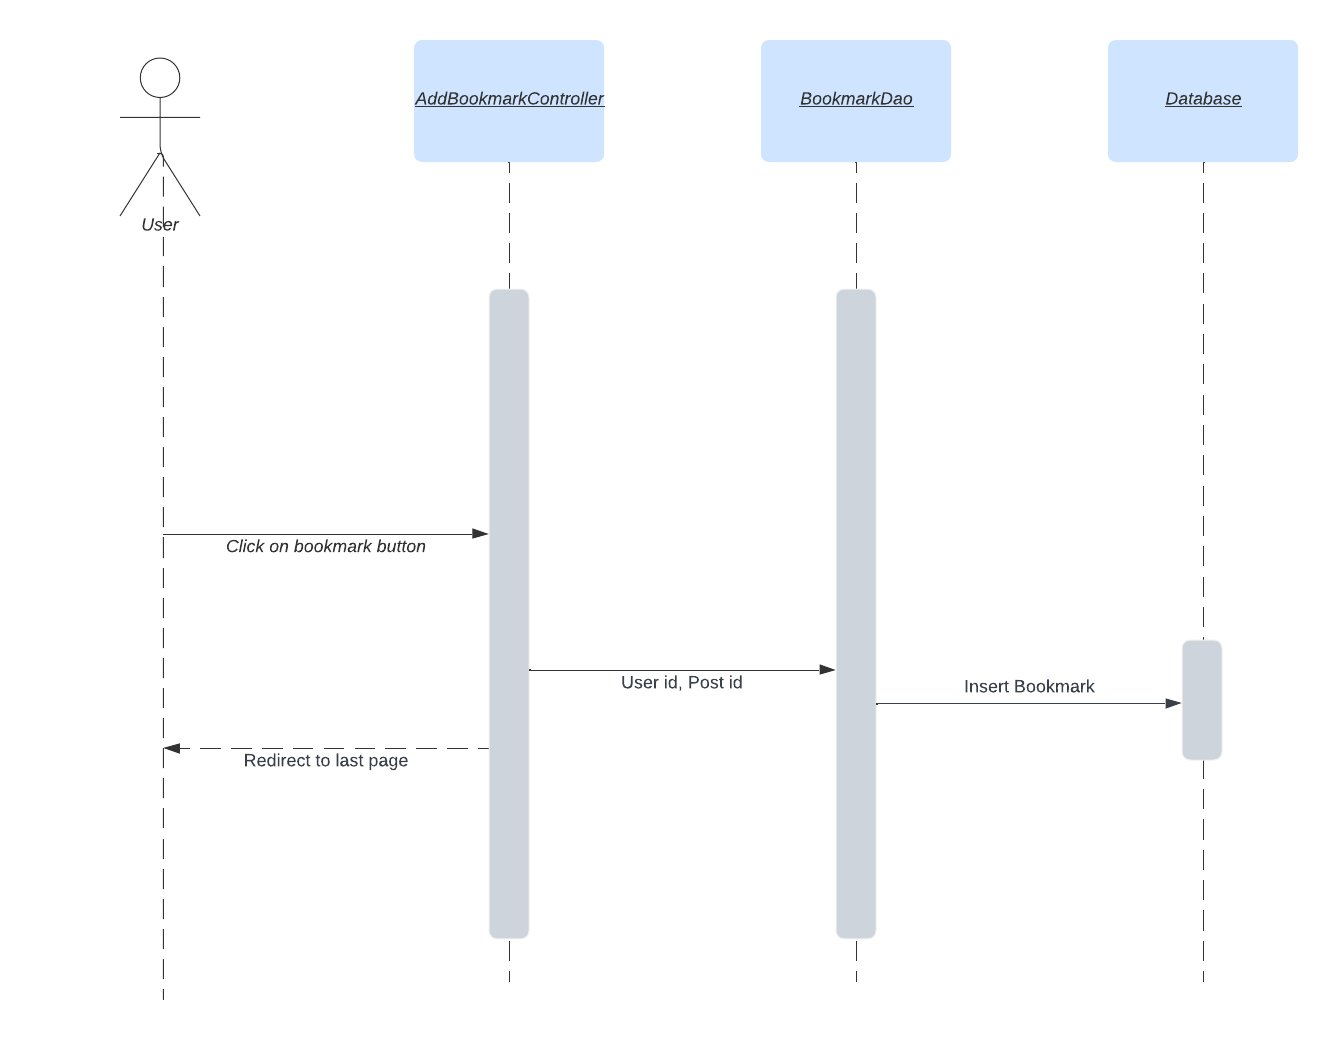 AddBookmarkController
BookmarkDao
Database
User
Click on bookmark button
User id, Post id
Insert Bookmark
Redirect to last page